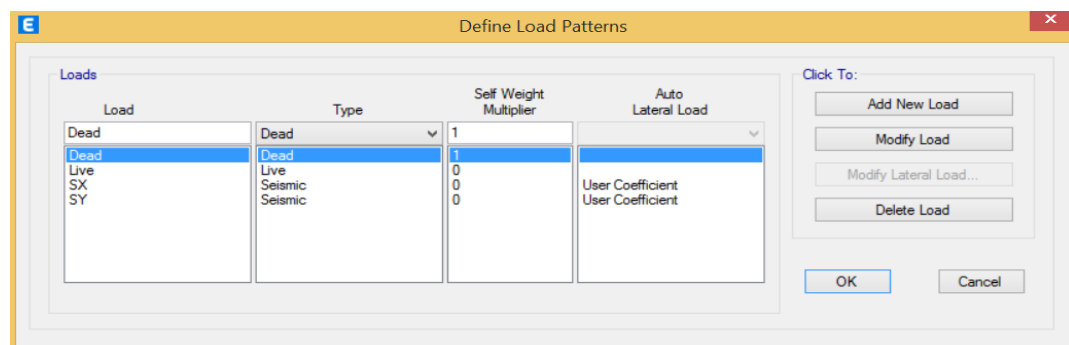 E
Define Load Patterns
×
Loads
Click To:
Load Type Self Weight Multiplier Auto Lateral Load
Dead Dead 1
Dead Dead 1
Live Live 0
SX Seismic 0 User Coefficient
SY Seismic 0 User Coefficient
Add New Load
Modify Load
Modify Lateral Load...
Delete Load
OK Cancel